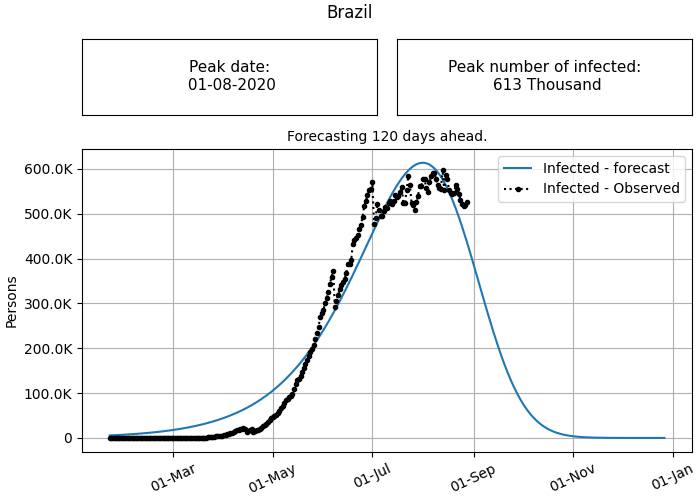 Brazil
Peak date:
01-08-2020
Peak number of infected:
613 Thousand
Forecasting 120 days ahead.
Infected - forecast
Infected - Observed
Persons
600.0K
500.0K
400.0K
300.0K
200.0K
100.0K
0
01-Mar
01-May
01-Jul
01-Sep
01-Nov
01-Jan